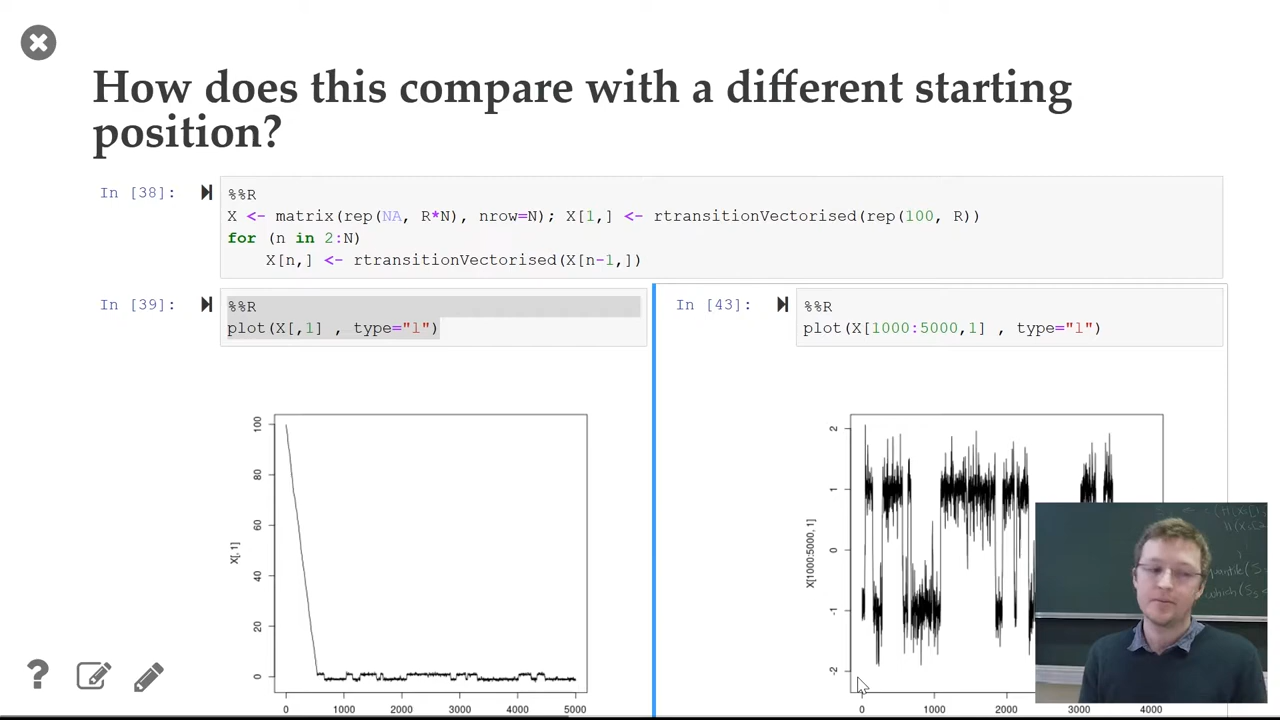 How does this compare with a different starting
position?
In [38]:
%%R
X <- matrix(rep(NA, R*N), nrow=N); X[1,] <- rtransitionVectorised(rep(100, R))
for (n in 2:N)
X[n,] <- rtransitionVectorised(X[n-1,])
In [39]:
%%R
plot(X[,1] , type="l")
In [43]:
%%R
plot(X[1000:5000,1] , type="l")
100
80
60
40
20
0
X[, 1]
0 1000 2000 3000 4000 5000
2
1
0
-1
-2
X[1000:5000, 1]
0 1000 2000 3000 4000
?